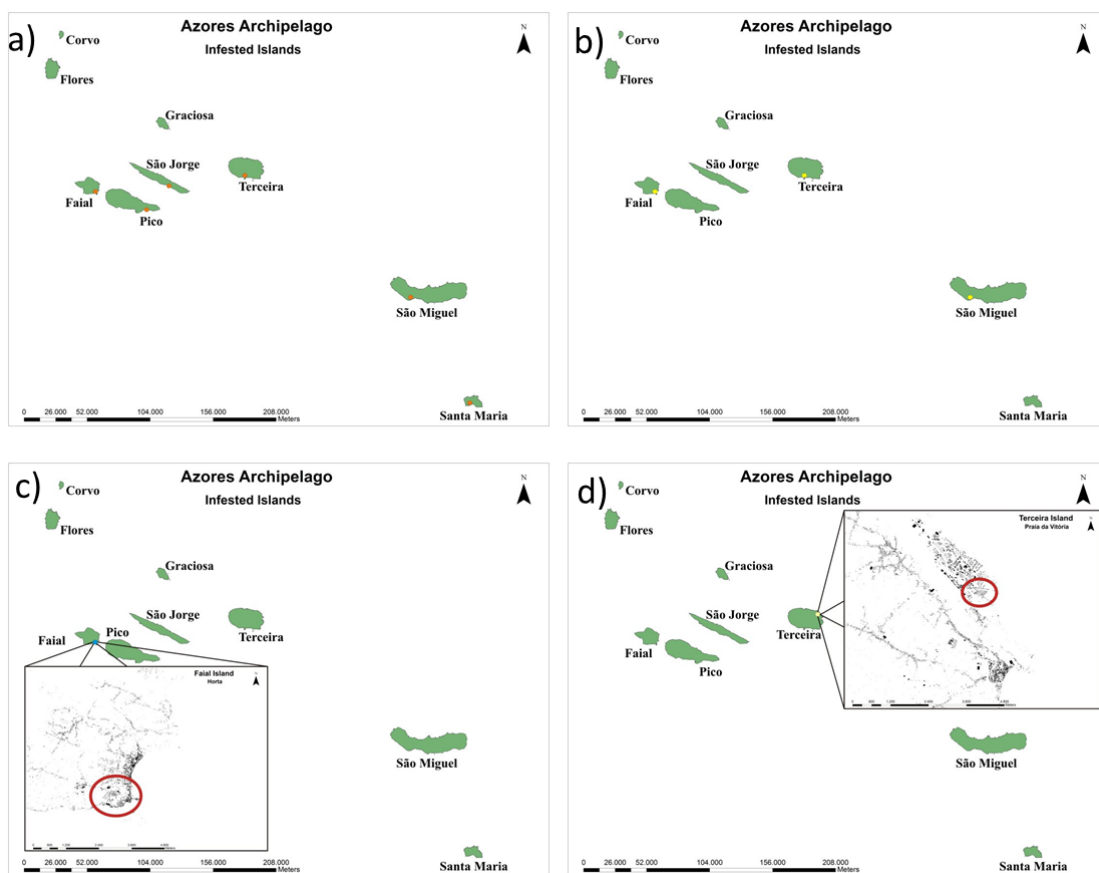 a)
Azores Archipelago
Infested Islands
N
Corvo
Flores
Graciosa
São Jorge
Terceira
Faial
Pico
São Miguel
Santa Maria
0 26.000 52.000 104.000 156.000 208.000
Meters
b)
Azores Archipelago
Infested Islands
N
Corvo
Flores
Graciosa
São Jorge
Terceira
Faial
Pico
São Miguel
Santa Maria
0 26.000 52.000 104.000 156.000 208.000
Meters
c)
Azores Archipelago
Infested Islands
N
Corvo
Flores
Graciosa
São Jorge
Terceira
Faial
Pico
Faial Island
Horta
São Miguel
Santa Maria
0 26.000 52.000 104.000 156.000 208.000
Meters
d)
Azores Archipelago
Infested Islands
N
Corvo
Flores
Terceira Island
Praia da Vitória
Graciosa
São Jorge
Terceira
Faial
Pico
São Miguel
Santa Maria
0 26.000 52.000 104.000 156.000 208.000
Meters